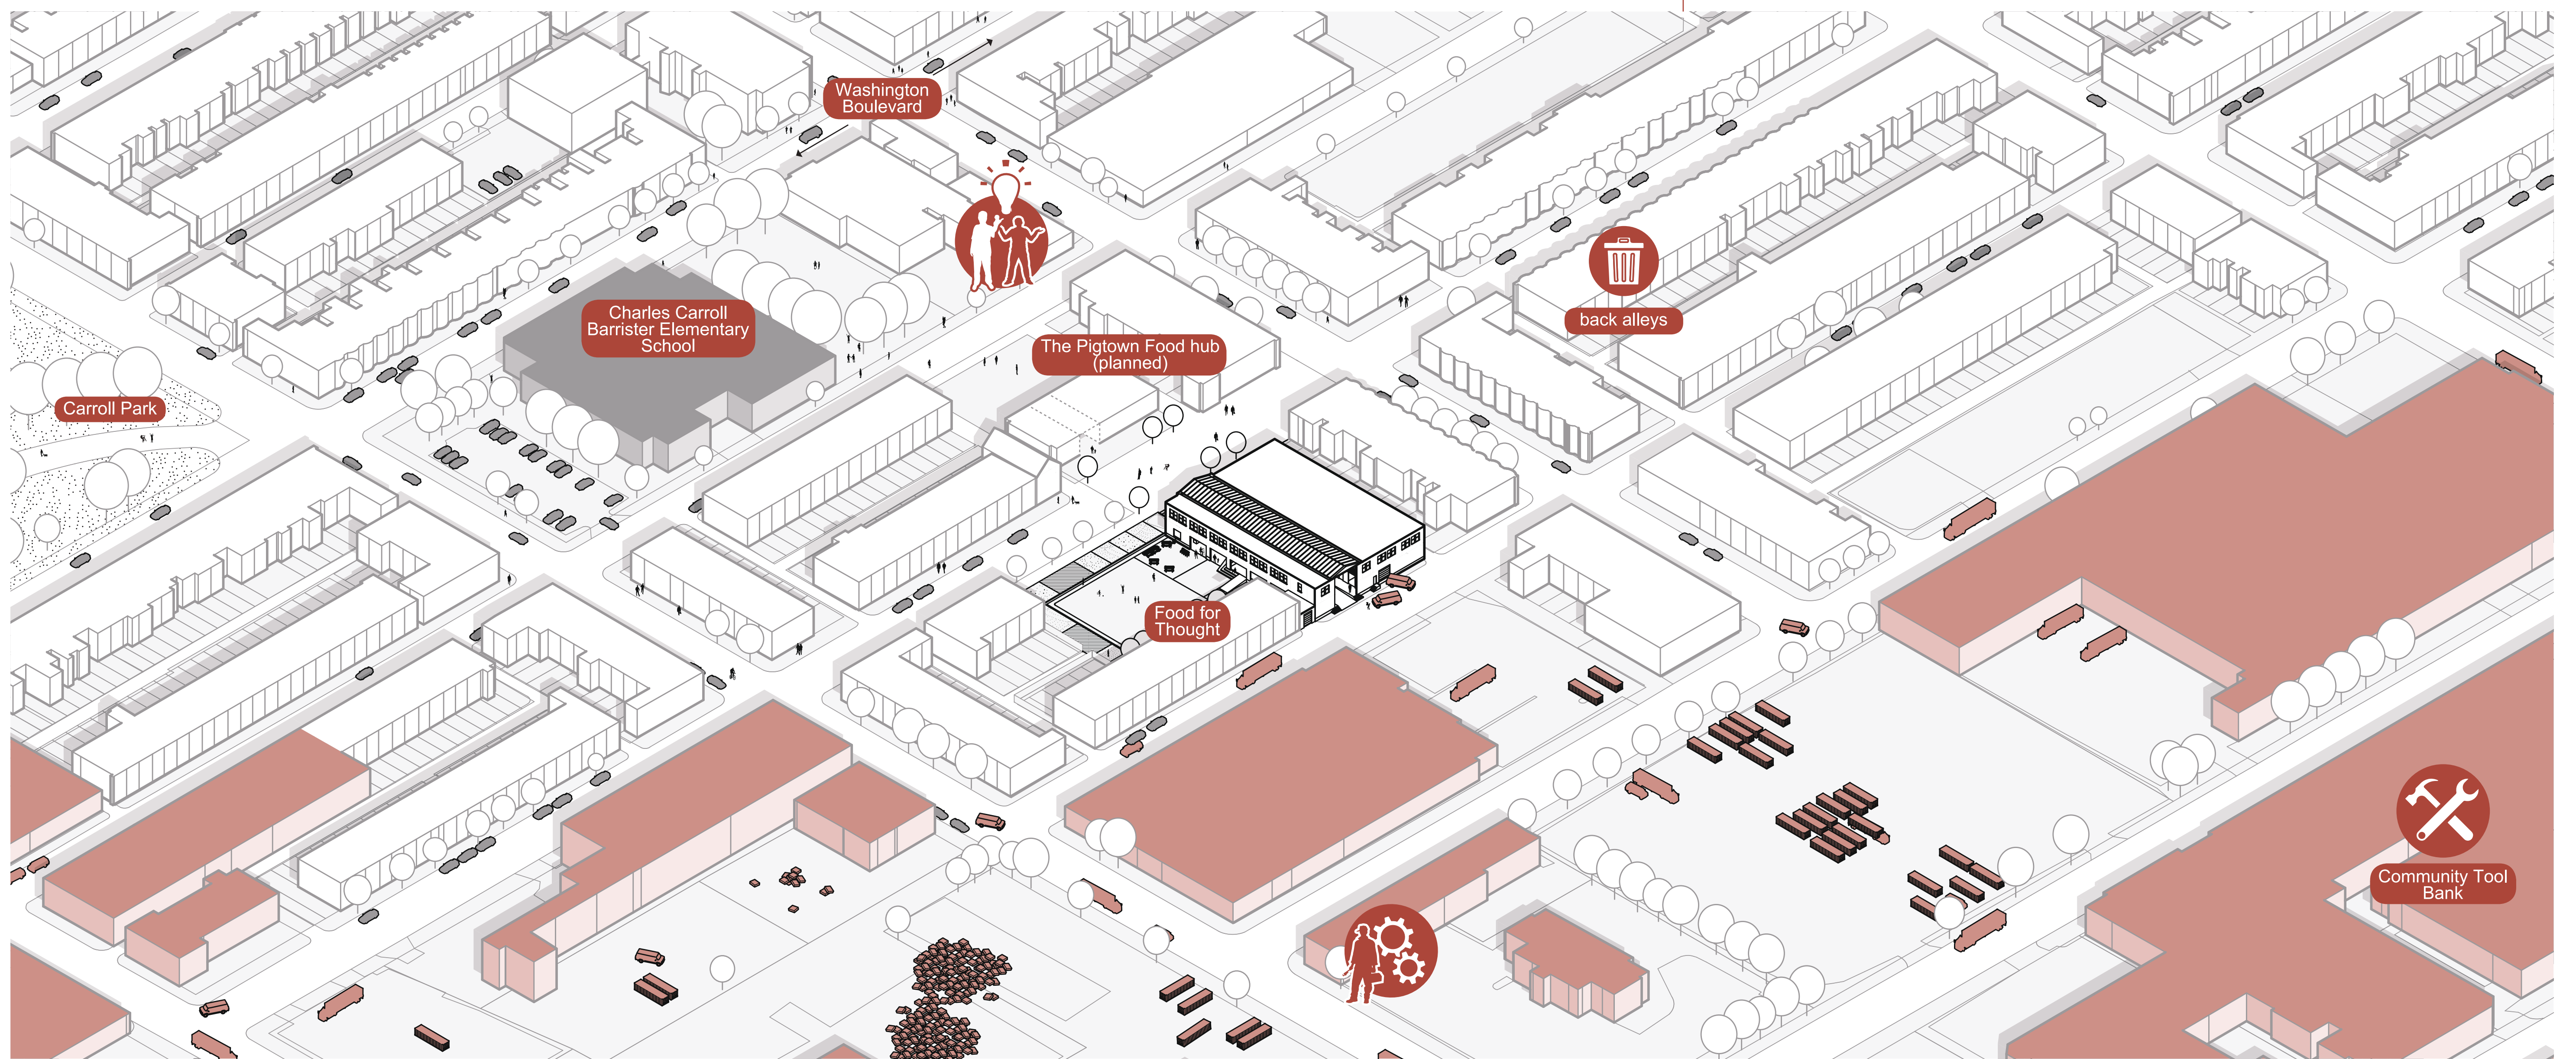 Washington
Boulevard
Charles Carroll
Barrister Elementary
School
The Pigtown Food hub
(planned)
back alleys
Carroll Park
Food for
Thought
Community Tool
Bank